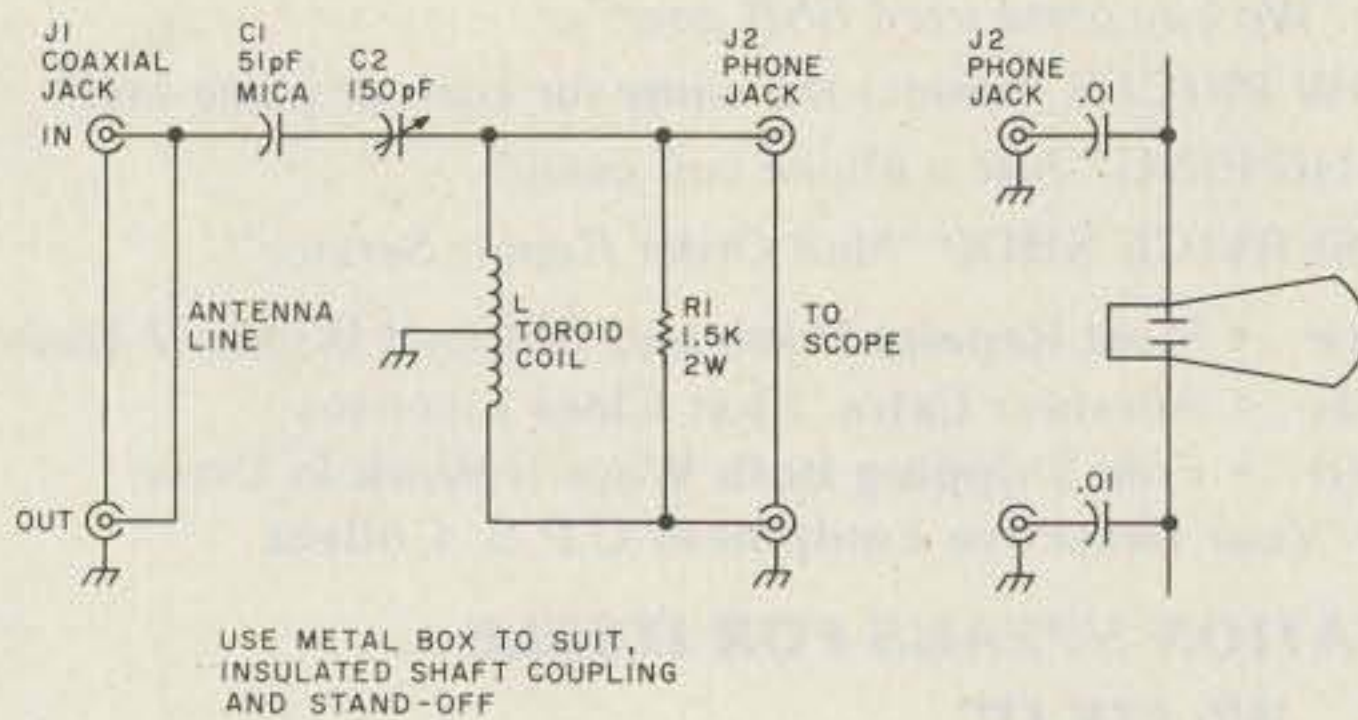 J1
COAXIAL
JACK
IN
C1
51pF
MICA
C2
150pF
J2
PHONE
JACK
J2
PHONE
JACK
.01
ANTENNA
LINE
L
TOROID
COIL
R1
1.5K
2W
TO
SCOPE
OUT
.01
USE METAL BOX TO SUIT,
INSULATED SHAFT COUPLING
AND STAND-OFF